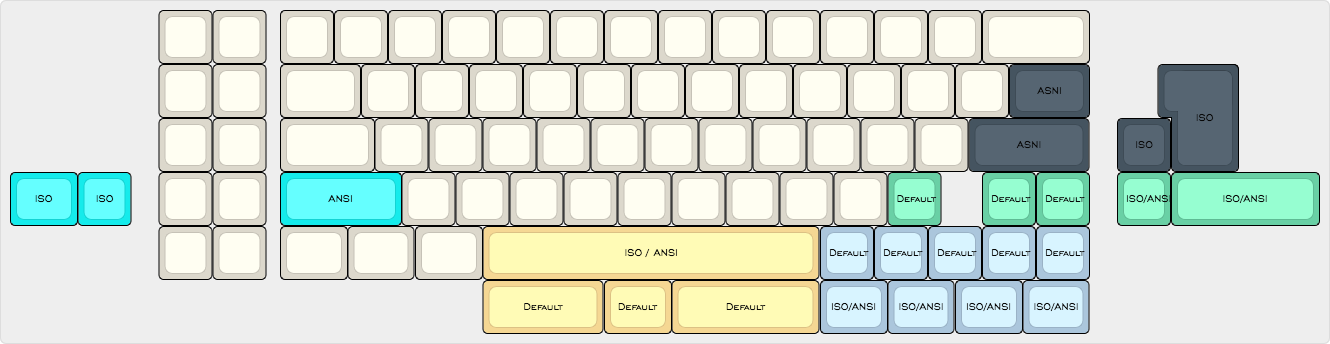 ASNI
ISO
ASNI
ISO
ISO ISO ANSI Default Default Default ISO/ANSI ISO/ANSI
ISO / ANSI Default Default Default Default Default
Default Default Default ISO/ANSI ISO/ANSI ISO/ANSI ISO/ANSI